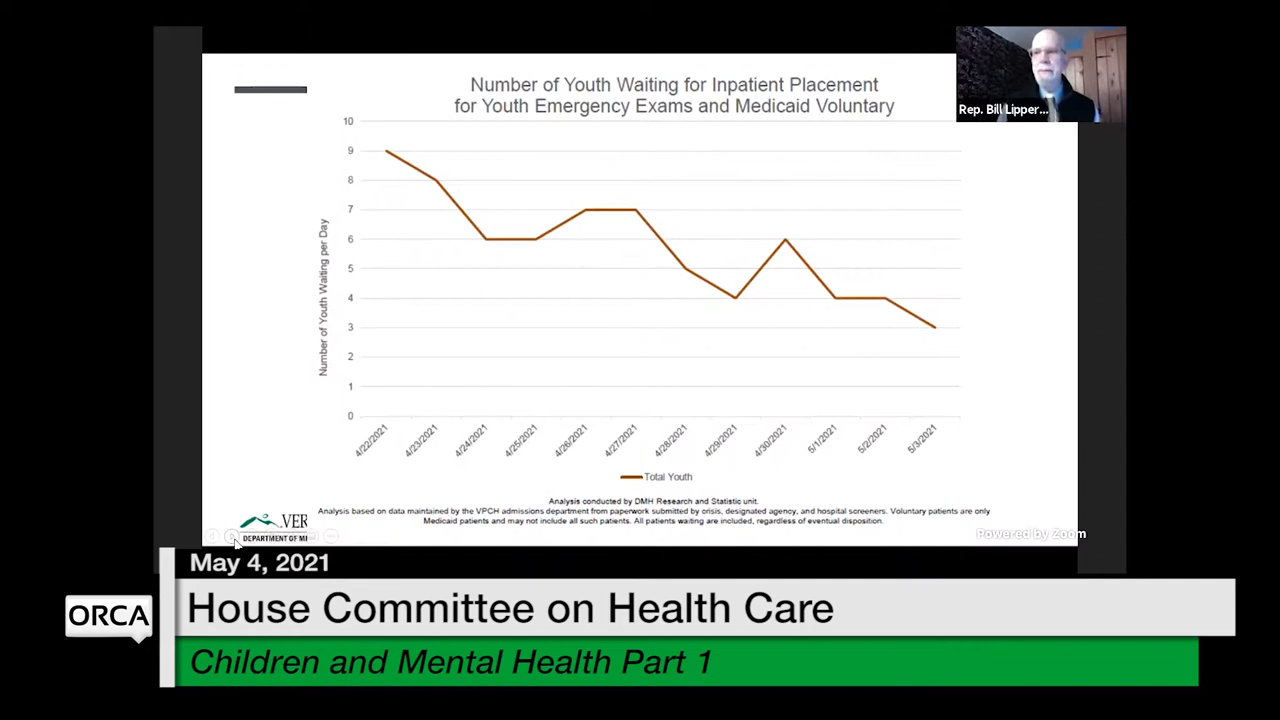 Number of Youth Waiting for Inpatient Placement
for Youth Emergency Exams and Medicaid Voluntary
Rep. Bill Lipper...
10
9
8
7
6
5
4
3
2
1
0
Number of Youth Waiting per Day
4/22/2021
4/23/2021
4/24/2021
4/25/2021
4/26/2021
4/27/2021
4/28/2021
4/29/2021
4/30/2021
5/1/2021
5/2/2021
5/3/2021
Total Youth
Analysis conducted by DMH Research and Statistic unit.
Analysis based on data maintained by the VPCH admissions department from paperwork submitted by crisis, designated agency, and hospital screeners. Voluntary patients are only
Medicaid patients and may not include all such patients. All patients waiting are included, regardless of eventual disposition.
VER
DEPARTMENT OF ME
Powered by Zoom
May 4, 2021
ORCA
House Committee on Health Care
Children and Mental Health Part 1